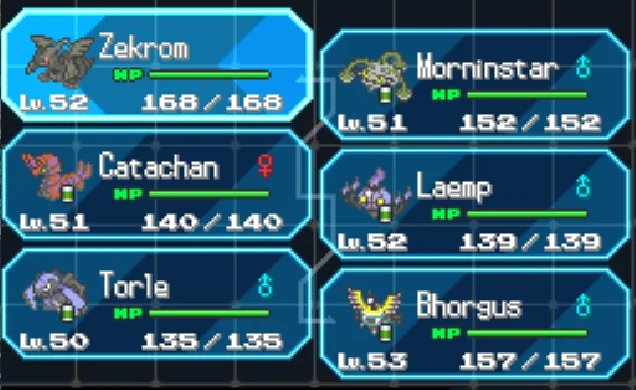 Zekrom
HP
Lv.52 168/168
Morninstar ♂
HP
Lv.51 152/152
Catachan ♀
HP
Lv.51 140/140
Laemp ♂
HP
Lv.52 139/139
Torle ♂
HP
Lv.50 135/135
Bhorgus ♂
HP
Lv.53 157/157